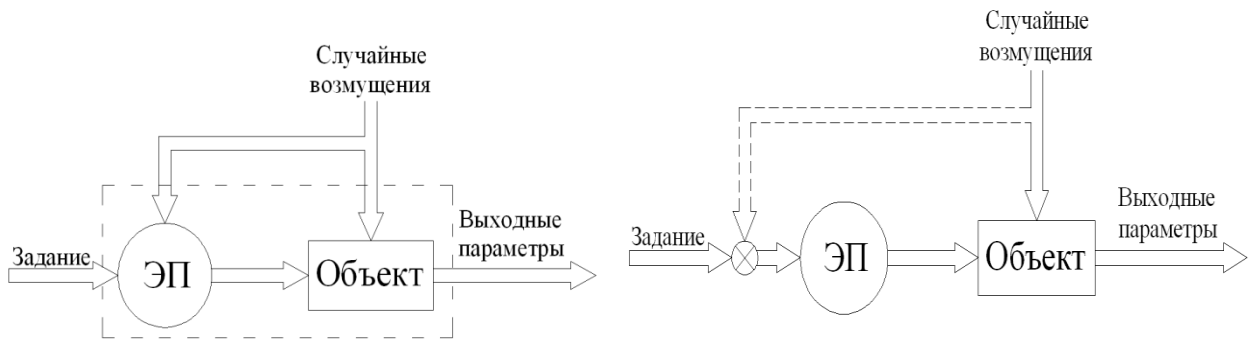 Случайные
возмущения
Задание
ЭП
Объект
Выходные
параметры
Случайные
возмущения
Задание
ЭП
Объект
Выходные
параметры